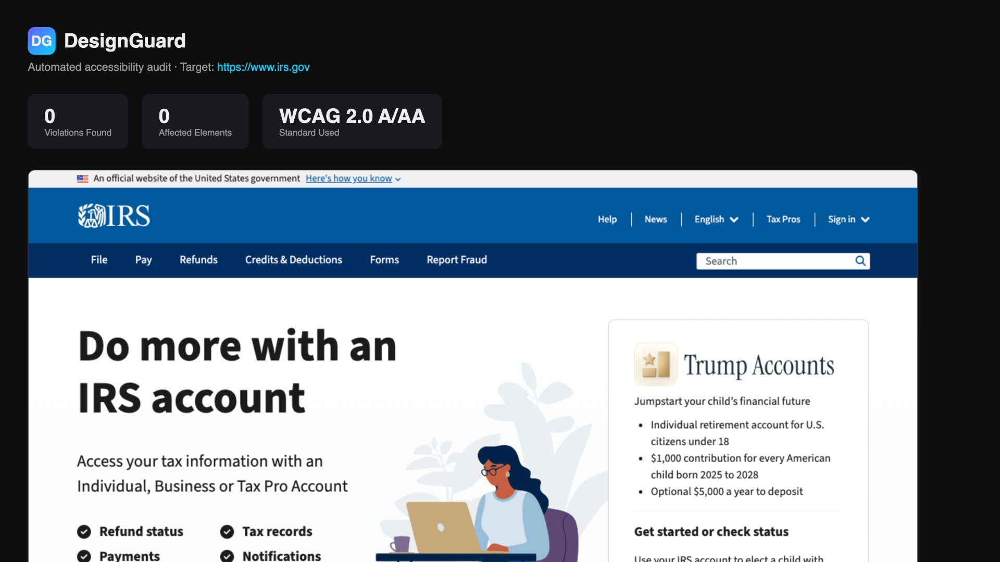 DG DesignGuard
Automated accessibility audit · Target: https://www.irs.gov
0
Violations Found
0
Affected Elements
WCAG 2.0 A/AA
Standard Used
An official website of the United States government Here's how you know
IRS
Help
News
English
Tax Pros
Sign in
File
Pay
Refunds
Credits & Deductions
Forms
Report Fraud
Search
Do more with an
IRS account
Access your tax information with an
Individual, Business or Tax Pro Account
Refund status
Tax records
Payments
Notifications
Trump Accounts
Jumpstart your child’s financial future
Individual retirement account for U.S.
citizens under 18
$1,000 contribution for every American
child born 2025 to 2028
Optional $5,000 a year to deposit
Get started or check status
Use your IRS account to elect a child with